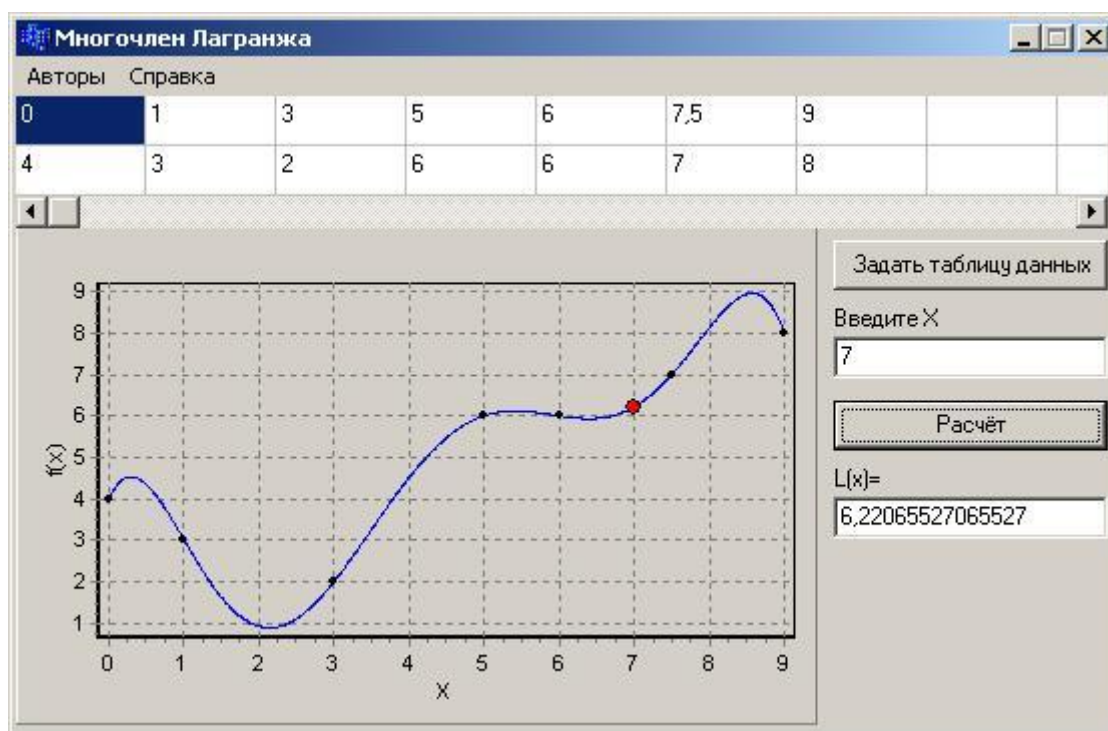 Многочлен Лагранжа
Авторы Справка
0 1 3 5 6 7,5 9
4 3 2 6 6 7 8
Задать таблицу данных
Введите X
7
Расчёт
L(x)=
6,22065527065527
9
8
7
6
5
4
3
2
1
f(x)
0 1 2 3 4 5 6 7 8 9
X